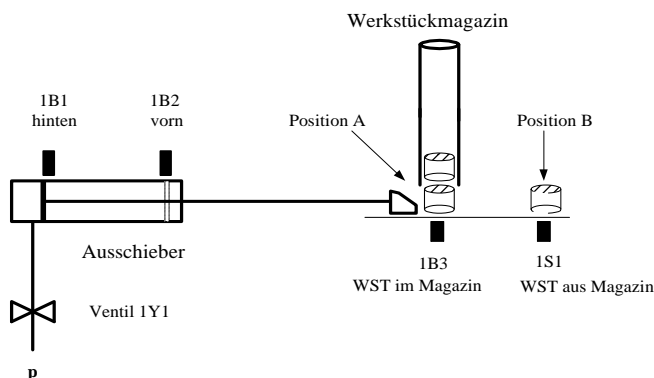 Werkstückmagazin
1B1
hinten
1B2
vorn
Position A
Position B
Ausschieber
1B3
WST im Magazin
1S1
WST aus Magazin
Ventil 1Y1
p